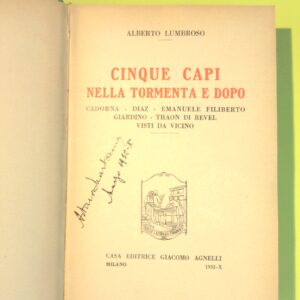 ALBERTO LUMBROSO
CINQUE CAPI
NELLA TORMENTA E DOPO
CADORNA - DIAZ - EMANUELE FILIBERTO
GIARDINO - THAON DI REVEL
VISTI DA VICINO
CASA EDITRICE GIACOMO AGNELLI
MILANO 1932-X